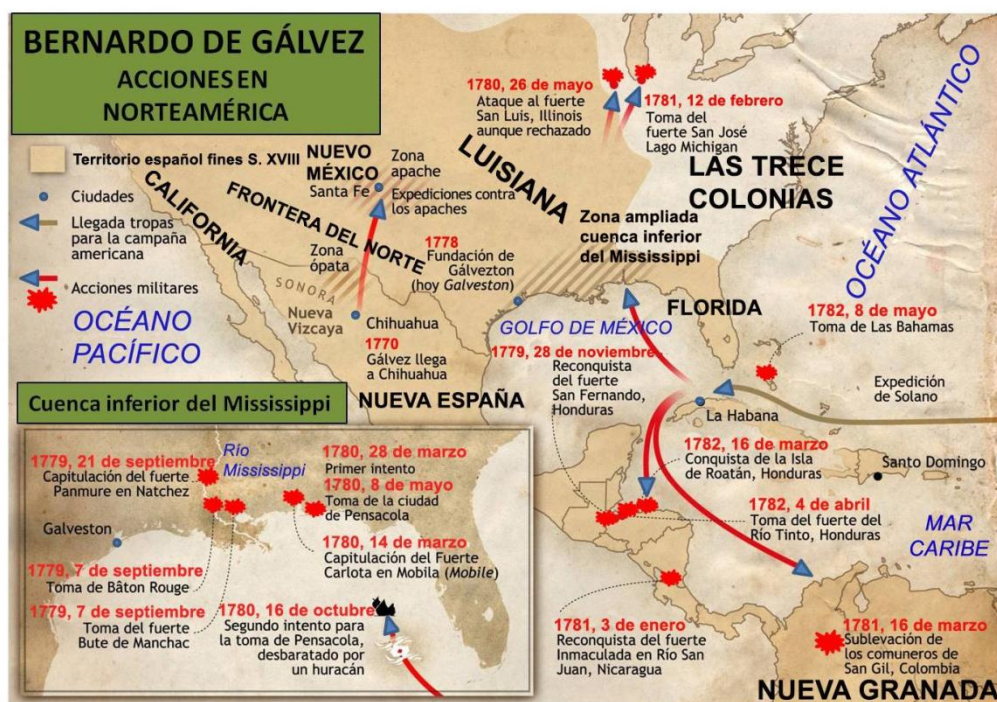 BERNARDO DE GÁLVEZ
ACCIONES EN
NORTEAMÉRICA
Territorio español fines S. XVIII
Ciudades
Llegada tropas
para la campaña
americana
Acciones militares
OCÉANO
PACÍFICO
CALIFORNIA
FRONTERA DEL NORTE
NUEVO
MÉXICO
Santa Fe
Zona
apache
Expediciones contra
los apaches
Zona
ópata
SONORA
Nueva
Vizcaya
Chihuahua
1770
Gálvez llega
a Chihuahua
NUEVA ESPAÑA
1778
Fundación de
Gálvezton
(hoy Galveston)
LUISIANA
1780, 26 de mayo
Ataque al fuerte
San Luis, Illinois
aunque rechazado
1781, 12 de febrero
Toma del
fuerte San José
Lago Michigan
LAS TRECE
COLONIAS
OCÉANO ATLÁNTICO
Zona ampliada
cuenca inferior
del Mississippi
FLORIDA
GOLFO DE MÉXICO
1782, 8 de mayo
Toma de Las Bahamas
1779, 28 de noviembre
Reconquista
del fuerte
San Fernando,
Honduras
La Habana
Expedición
de Solano
1782, 16 de marzo
Conquista de la Isla
de Roatán, Honduras
Santo Domingo
1782, 4 de abril
Toma del fuerte del
Río Tinto, Honduras
MAR
CARIBE
1781, 3 de enero
Reconquista del fuerte
Inmaculada en Río San
Juan, Nicaragua
1781, 16 de marzo
Sublevación de
los comuneros de
San Gil, Colombia
NUEVA GRANADA
Cuenca inferior del Mississippi
Río
Mississippi
1779, 21 de septiembre
Capitulación del fuerte
Panmure en Natchez
Galveston
1779, 7 de septiembre
Toma de Bâton Rouge
1779, 7 de septiembre
Toma del fuerte
Bute de Manchac
1780, 28 de marzo
Primer intento
1780, 8 de mayo
Toma de la ciudad
de Pensacola
1780, 14 de marzo
Capitulación del Fuerte
Carlota en Mobila (Mobile)
1780, 16 de octubre
Segundo intento para
la toma de Pensacola,
desbaratado por
un huracán